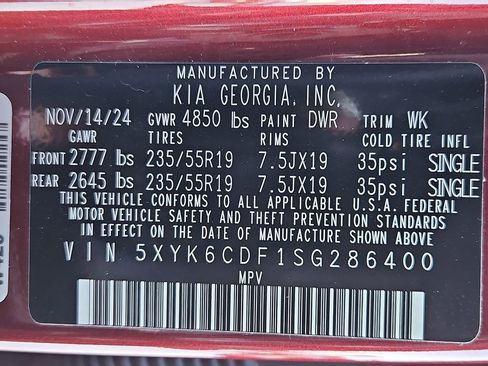 MANUFACTURED BY
KIA GEORGIA, INC.
NOV/14/24 GVWR 4850 lbs PAINT DWR TRIM WK
GAWR TIRES RIMS COLD TIRE INFL
FRONT 2777 lbs 235/55R19 7.5JX19 35psi SINGLE
REAR 2645 lbs 235/55R19 7.5JX19 35psi SINGLE
THIS VEHICLE CONFORMS TO ALL APPLICABLE U.S.A. FEDERAL
MOTOR VEHICLE SAFETY AND THEFT PREVENTION STANDARDS
IN EFFECT ON THE DATE OF MANUFACTURE SHOWN ABOVE.
VIN 5XYK6CDF1SG286400
MPV